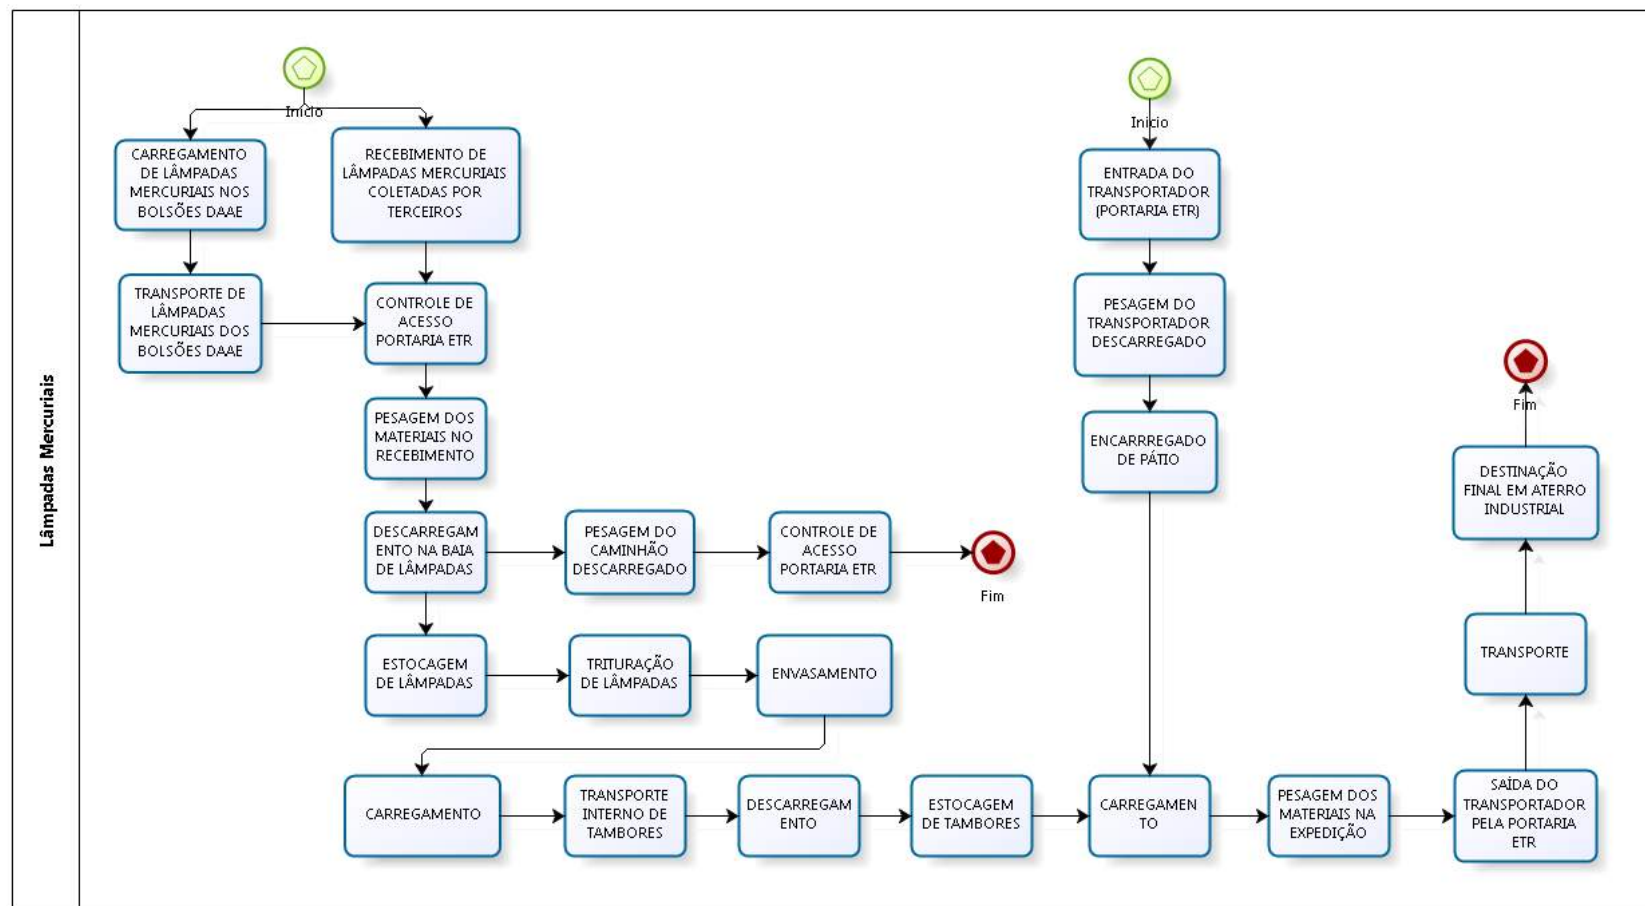 Lâmpadas Mercuriais
Início
CARREGAMENTO
DE LÂMPADAS
MERCURIAIS NOS
BOLSÕES DAAE
RECEBIMENTO DE
LÂMPADAS MERCURIAIS
COLETADAS POR
TERCEIROS
TRANSPORTE DE
LÂMPADAS
MERCURIAIS DOS
BOLSÕES DAAE
CONTROLE DE
ACESSO
PORTARIA ETR
PESAGEM DOS
MATERIAIS NO
RECEBIMENTO
DESCARREGAM
ENTO NA BAIA
DE LÂMPADAS
PESAGEM DO
CAMINHÃO
DESCARREGADO
CONTROLE DE
ACESSO
PORTARIA ETR
Fim
ESTOCAGEM
DE LÂMPADAS
TRITURAÇÃO
DE LÂMPADAS
ENVASAMENTO
CARREGAMENTO
TRANSPORTE
INTERNO DE
TAMBORES
DESCARREGAM
ENTO
ESTOCAGEM
DE TAMBORES
Início
ENTRADA DO
TRANSPORTADOR
(PORTARIA ETR)
PESAGEM DO
TRANSPORTADOR
DESCARREGADO
ENCARRREGADO
DE PÁTIO
CARREGAMEN
TO
PESAGEM DOS
MATERIAIS NA
EXPEDIÇÃO
SAÍDA DO
TRANSPORTADOR
PELA PORTARIA
ETR
TRANSPORTE
DESTINAÇÃO
FINAL EM ATERRO
INDUSTRIAL
Fim